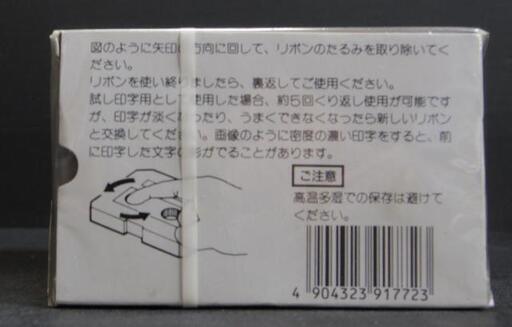 図のように矢印の方向に回して、リボンのたるみを取り除いてく
ださい。
リボンを使い終りましたら、裏返してご使用ください。
試し印字用として使用した場合、約5回くり返し使用が可能です
が、印字が淡くなったり、うまくできなくなったら新しいリボン
と交換してください。画像のように密度の濃い印字をすると、前
に印字した文字の影がでることがあります。
ご注意
高温多湿での保存は避けて
ください。
4 904323 917723